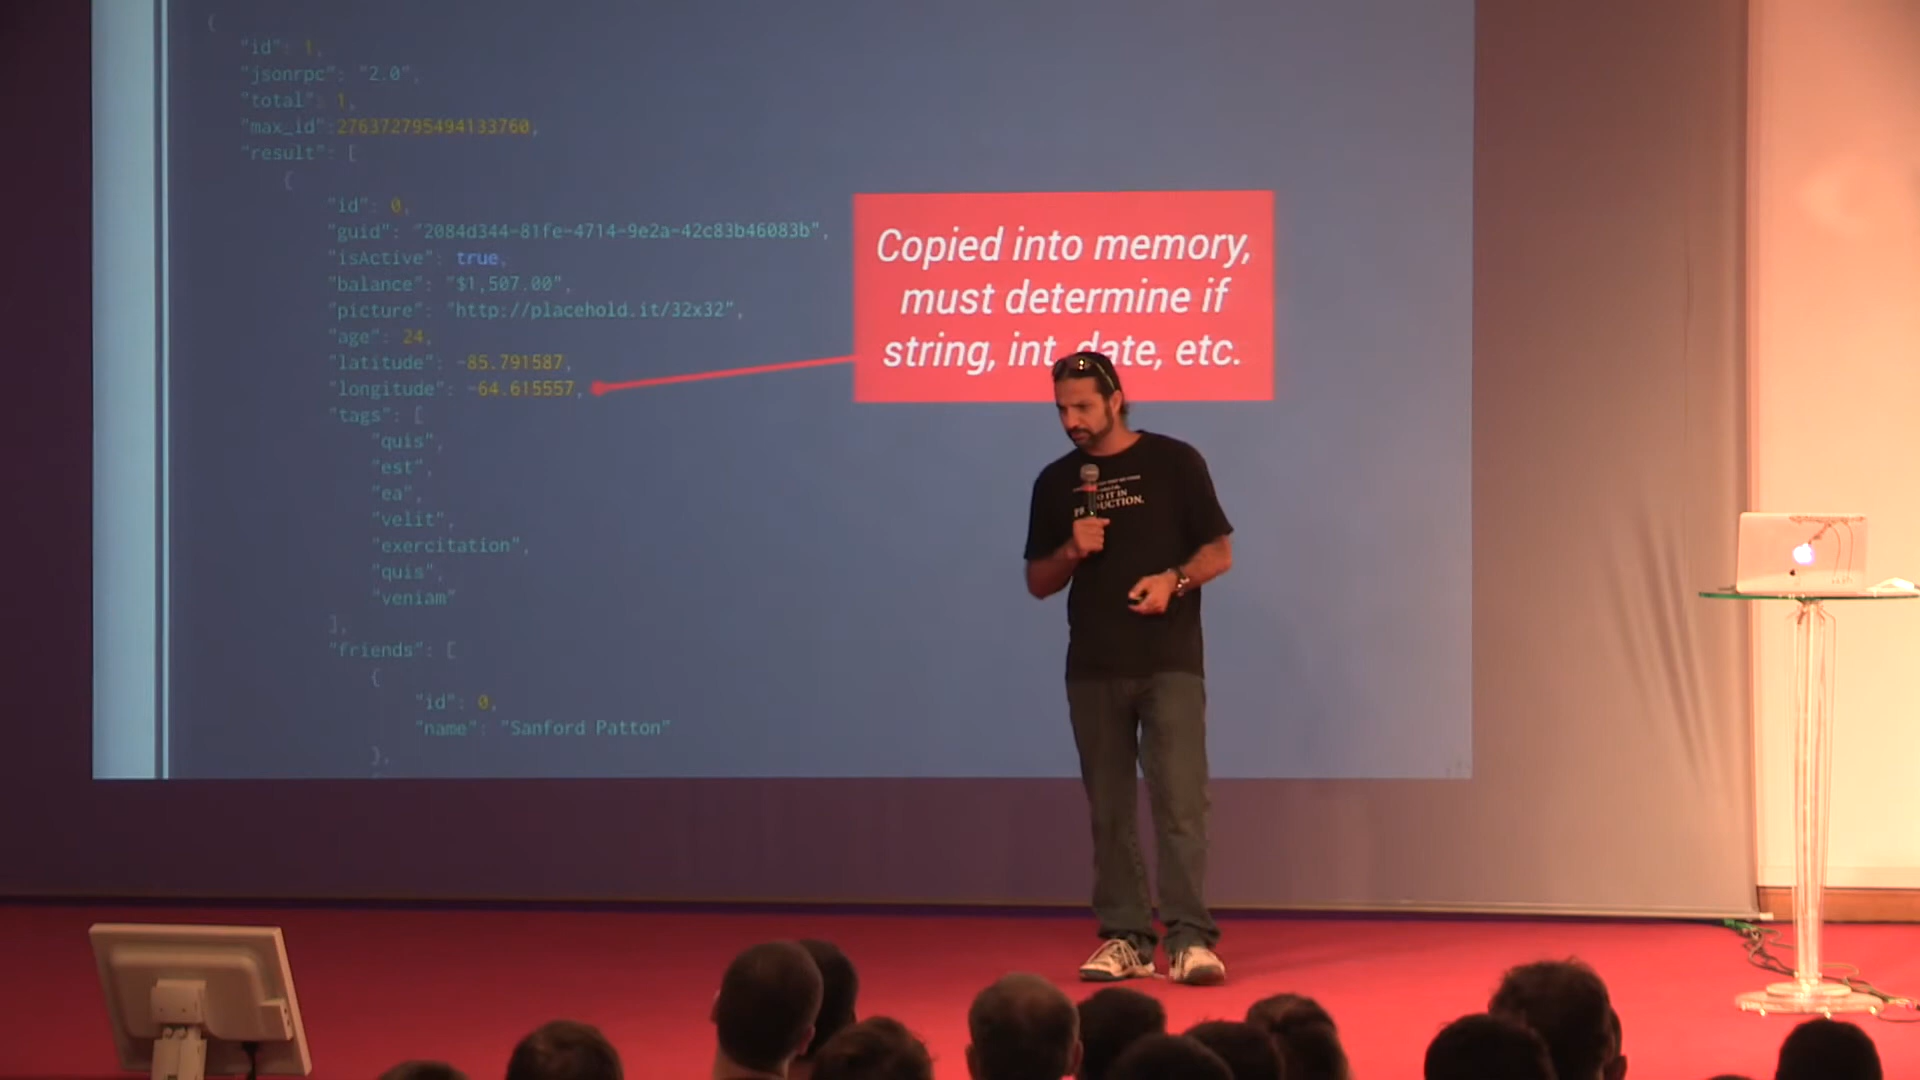 {
"id": 1,
"jsonrpc": "2.0",
"total": 1,
"max_id":276372795494133760,
"result": [
{
"id": 0,
"guid": "2084d344-81fe-4714-9e2a-42c83b46083b",
"isActive": true,
"balance": "$1,507.00",
"picture": "http://placehold.it/32x32",
"age": 24,
"latitude": -85.791587,
"longitude": -64.615557,
"tags": [
"quis",
"est",
"ea",
"velit",
"exercitation",
"quis",
"veniam"
],
"friends": [
{
"id": 0,
"name": "Sanford Patton"
},
Copied into memory,
must determine if
string, int, date, etc.
IT IN